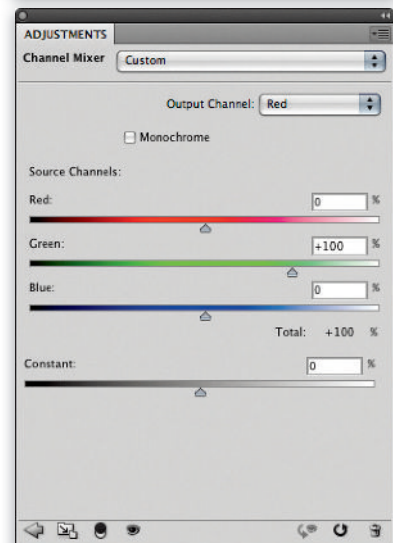 ADJUSTMENTS
Channel Mixer Custom
Output Channel: Red
Monochrome
Source Channels:
Red: 0 %
Green: +100 %
Blue: 0 %
Total: +100 %
Constant: 0 %